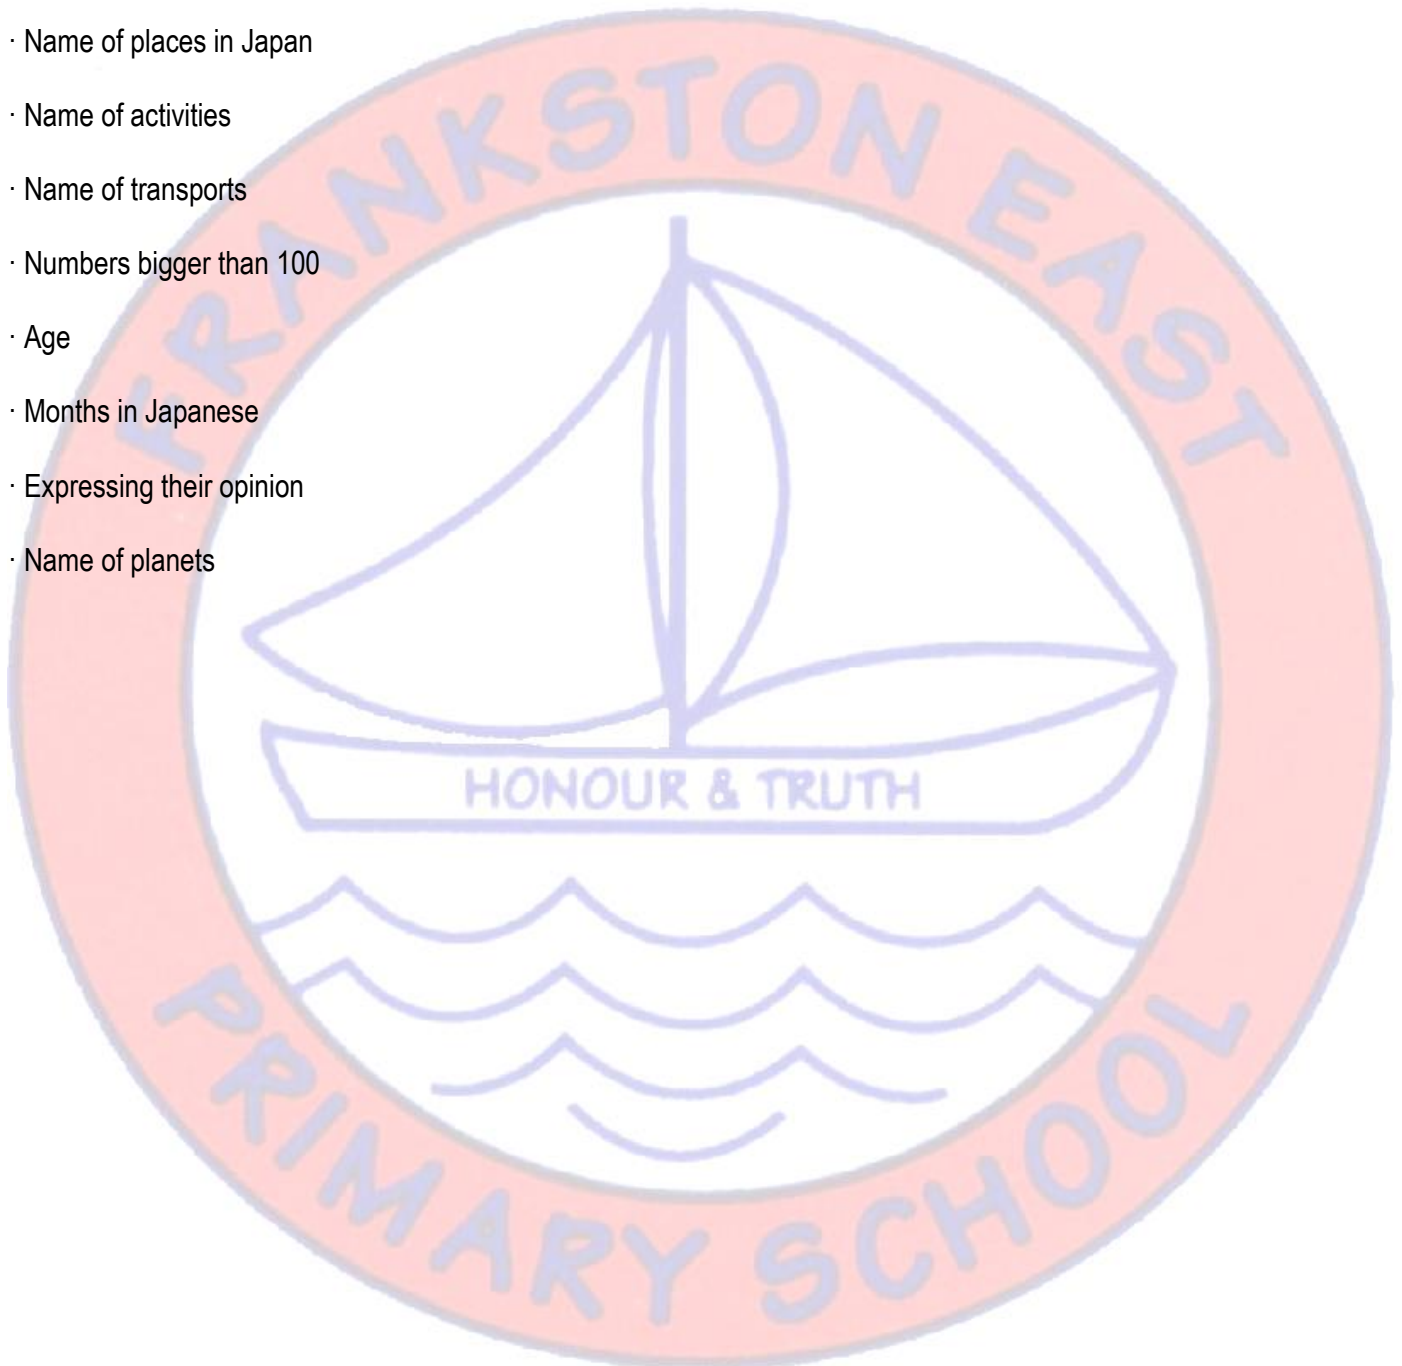 · Name of places in Japan
· Name of activities
· Name of transports
· Numbers bigger than 100
· Age
· Months in Japanese
· Expressing their opinion
· Name of planets
FRANKSTON EAST
HONOUR & TRUTH
PRIMARY SCHOOL